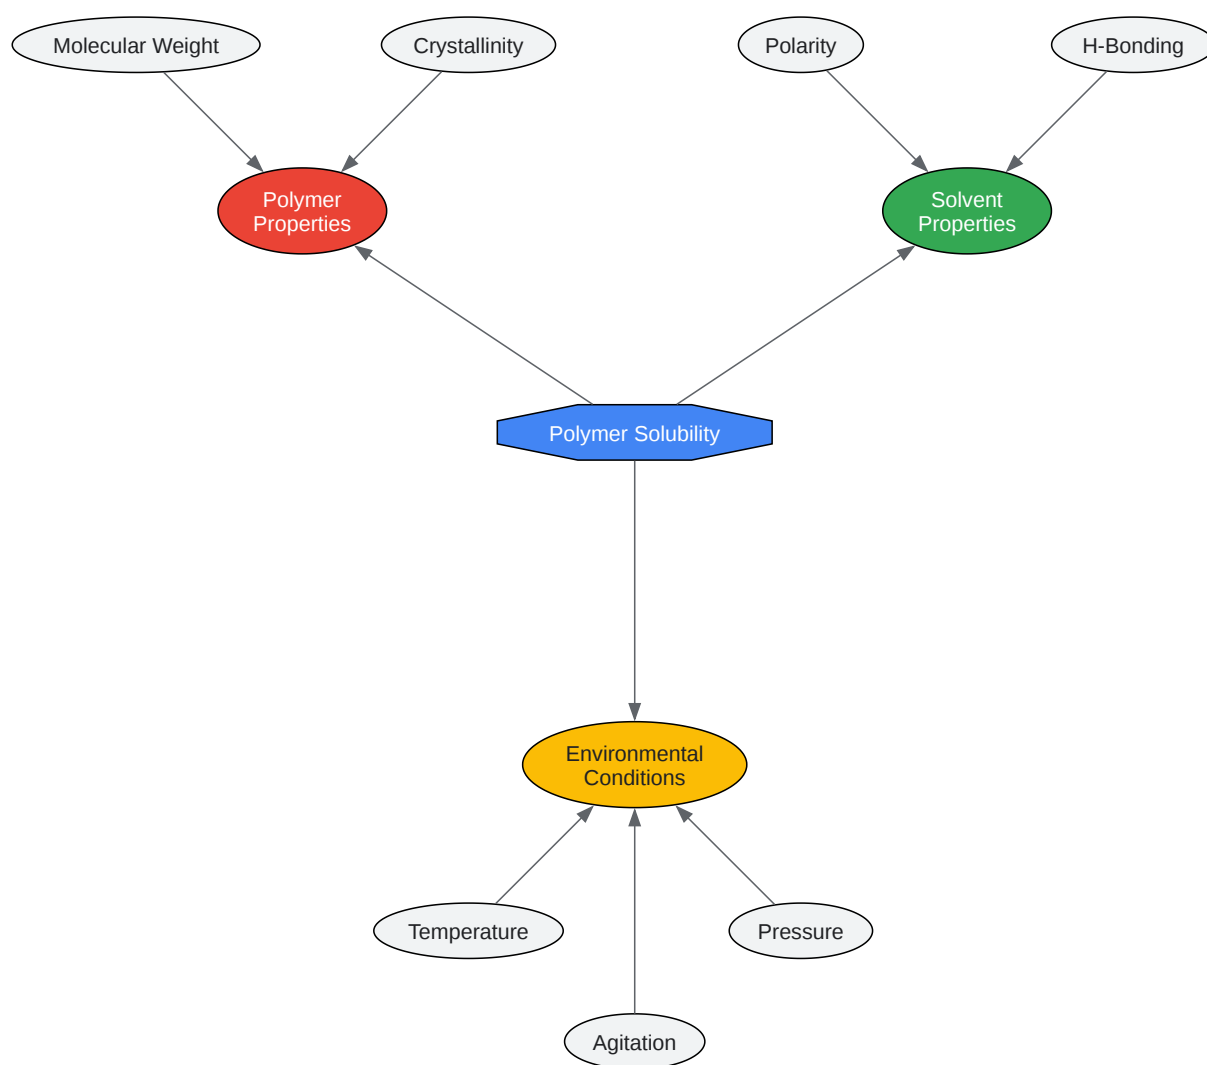 Molecular Weight
Crystallinity
Polarity
H-Bonding
Polymer
Properties
Solvent
Properties
Polymer Solubility
Environmental
Conditions
Temperature
Pressure
Agitation